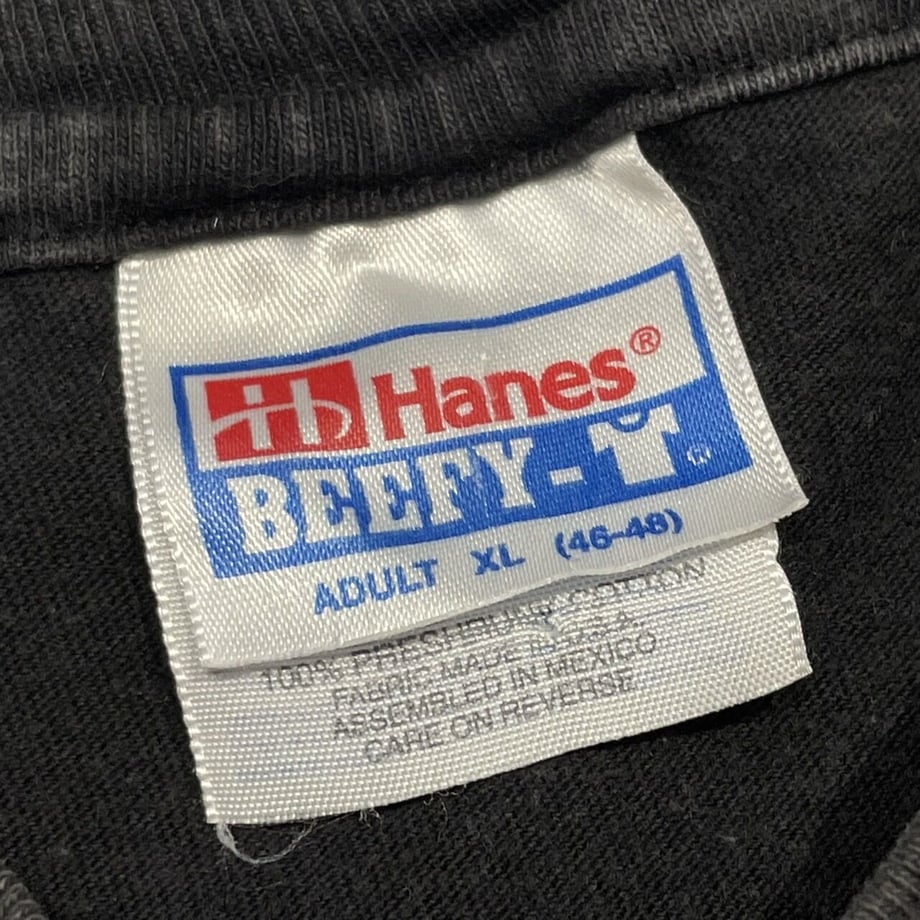 Hanes®
BEEFY-T®
ADULT XL (46-48)
100% PRESHRUNK COTTON
FABRIC MADE IN U.S.A.
ASSEMBLED IN MEXICO
CARE ON REVERSE